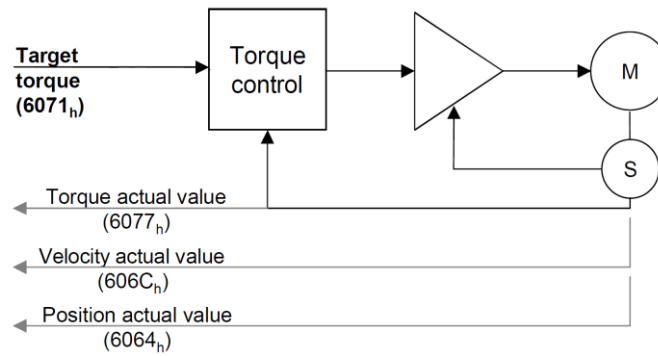 Target
torque
(6071h)
Torque
control
M
S
Torque actual value
(6077h)
Velocity actual value
(606Ch)
Position actual value
(6064h)